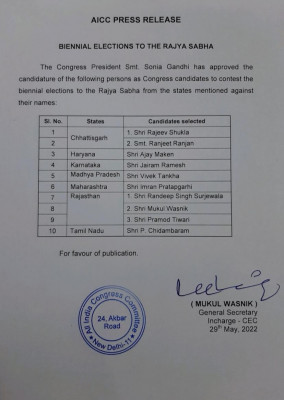 AICC PRESS RELEASE
BIENNIAL ELECTIONS TO THE RAJYA SABHA
The Congress President Smt. Sonia Gandhi has approved the
candidature of the following persons as Congress candidates to contest the
biennial elections to the Rajya Sabha from the states mentioned against
their names:
Sl. No. States Candidates selected
1 Chhattisgarh 1. Shri Rajeev Shukla
2 2. Smt. Ranjeet Ranjan
3 Haryana Shri Ajay Maken
4 Karnataka Shri Jairam Ramesh
5 Madhya Pradesh Shri Vivek Tankha
6 Maharashtra Shri Imran Pratapgarhi
7 Rajasthan 1. Shri Randeep Singh Surjewala
8 2. Shri Mukul Wasnik
9 3. Shri Pramod Tiwari
10 Tamil Nadu Shri P. Chidambaram
For favour of publication.
( MUKUL WASNIK )
General Secretary
Incharge - CEC
29th May, 2022
All India Congress Committee
24, Akbar
Road
New Delhi-11